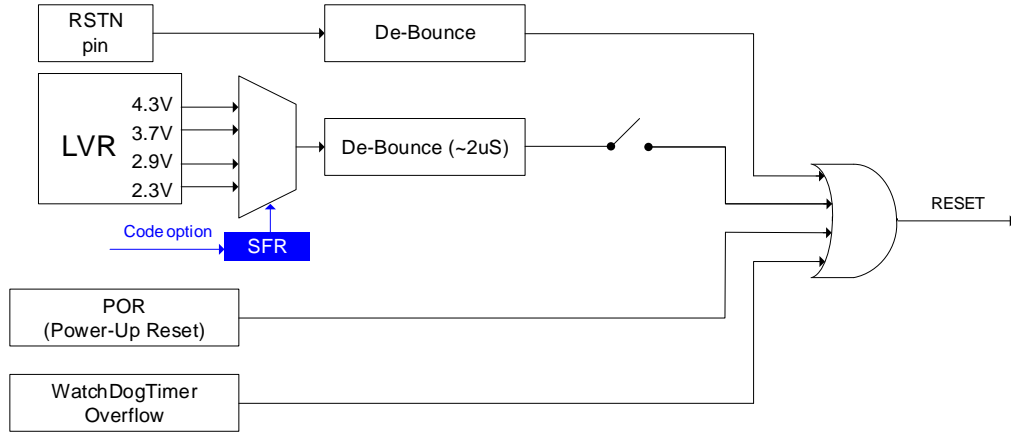 RSTN
pin
De-Bounce
LVR
4.3V
3.7V
2.9V
2.3V
De-Bounce (~2uS)
RESET
Code option
SFR
POR
(Power-Up Reset)
WatchDogTimer
Overflow